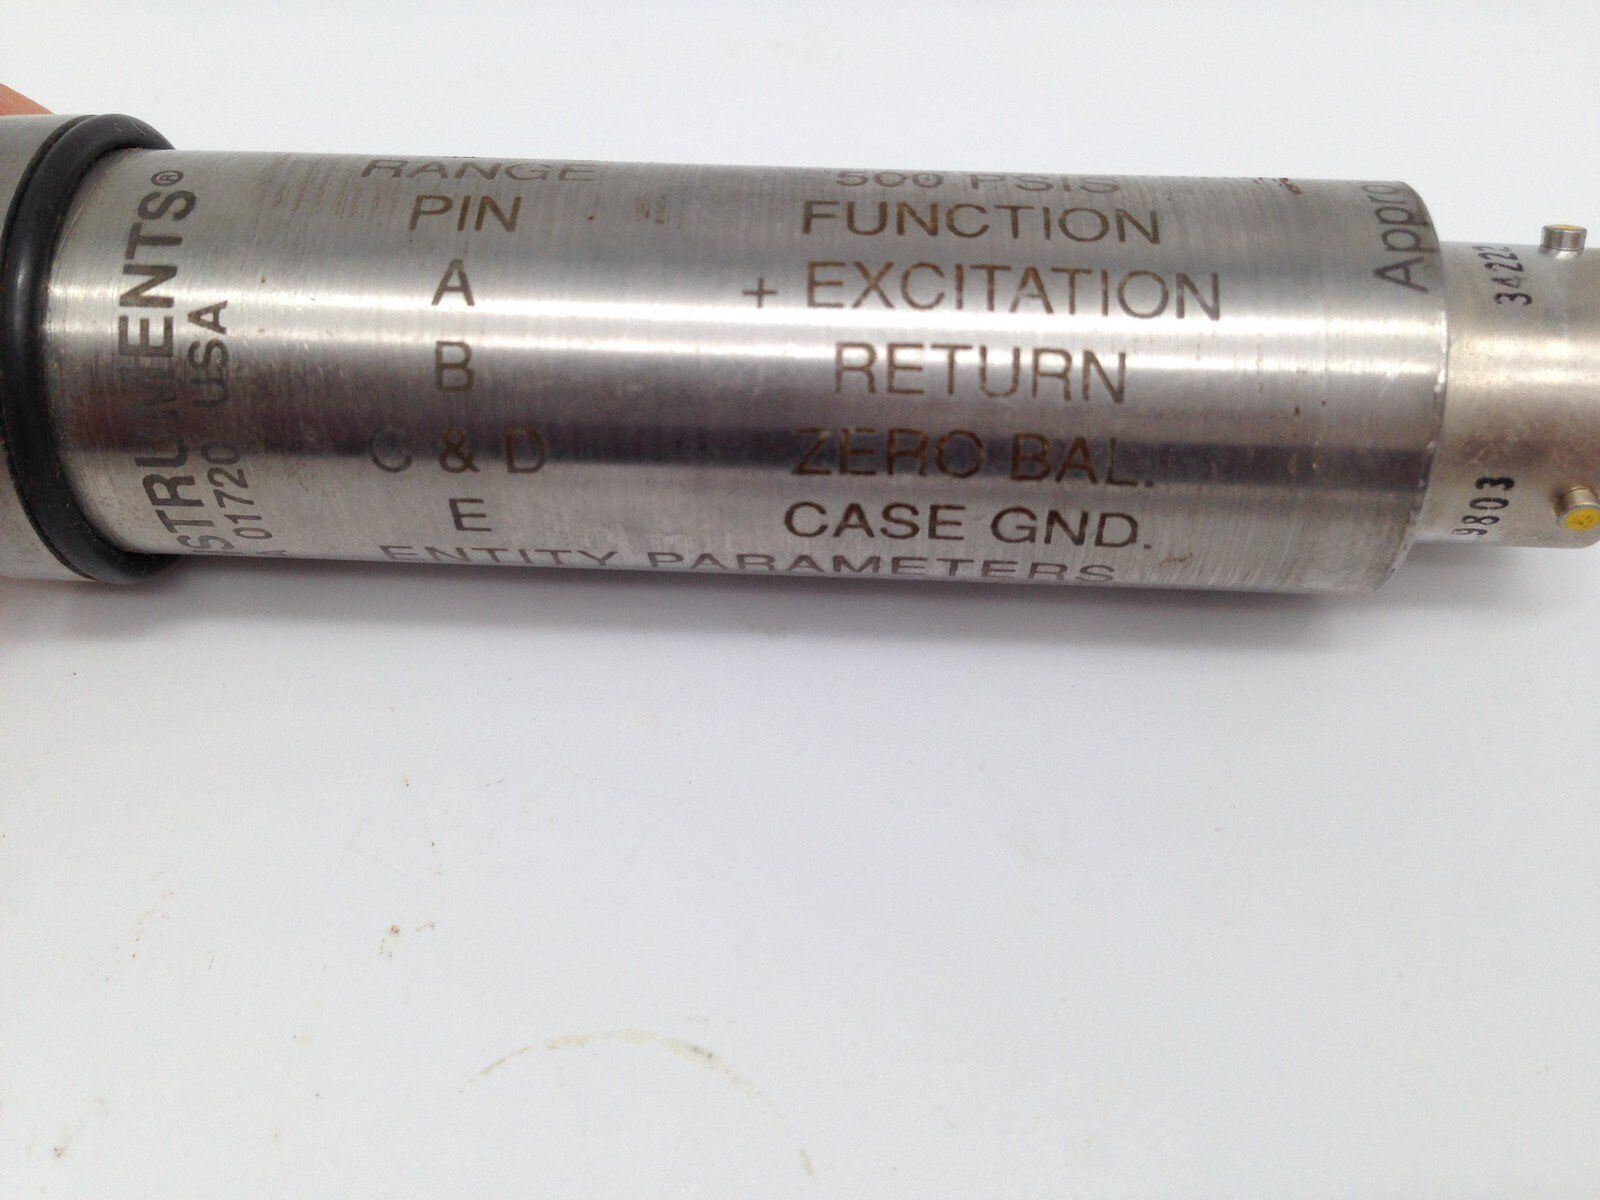 RANGE 500 PSIS
PIN FUNCTION
A + EXCITATION
B RETURN
C & D ZERO BAL.
E CASE GND.
ENTITY PARAMETERS
STRUMENTS®
01720 USA
Appro
34222
9803